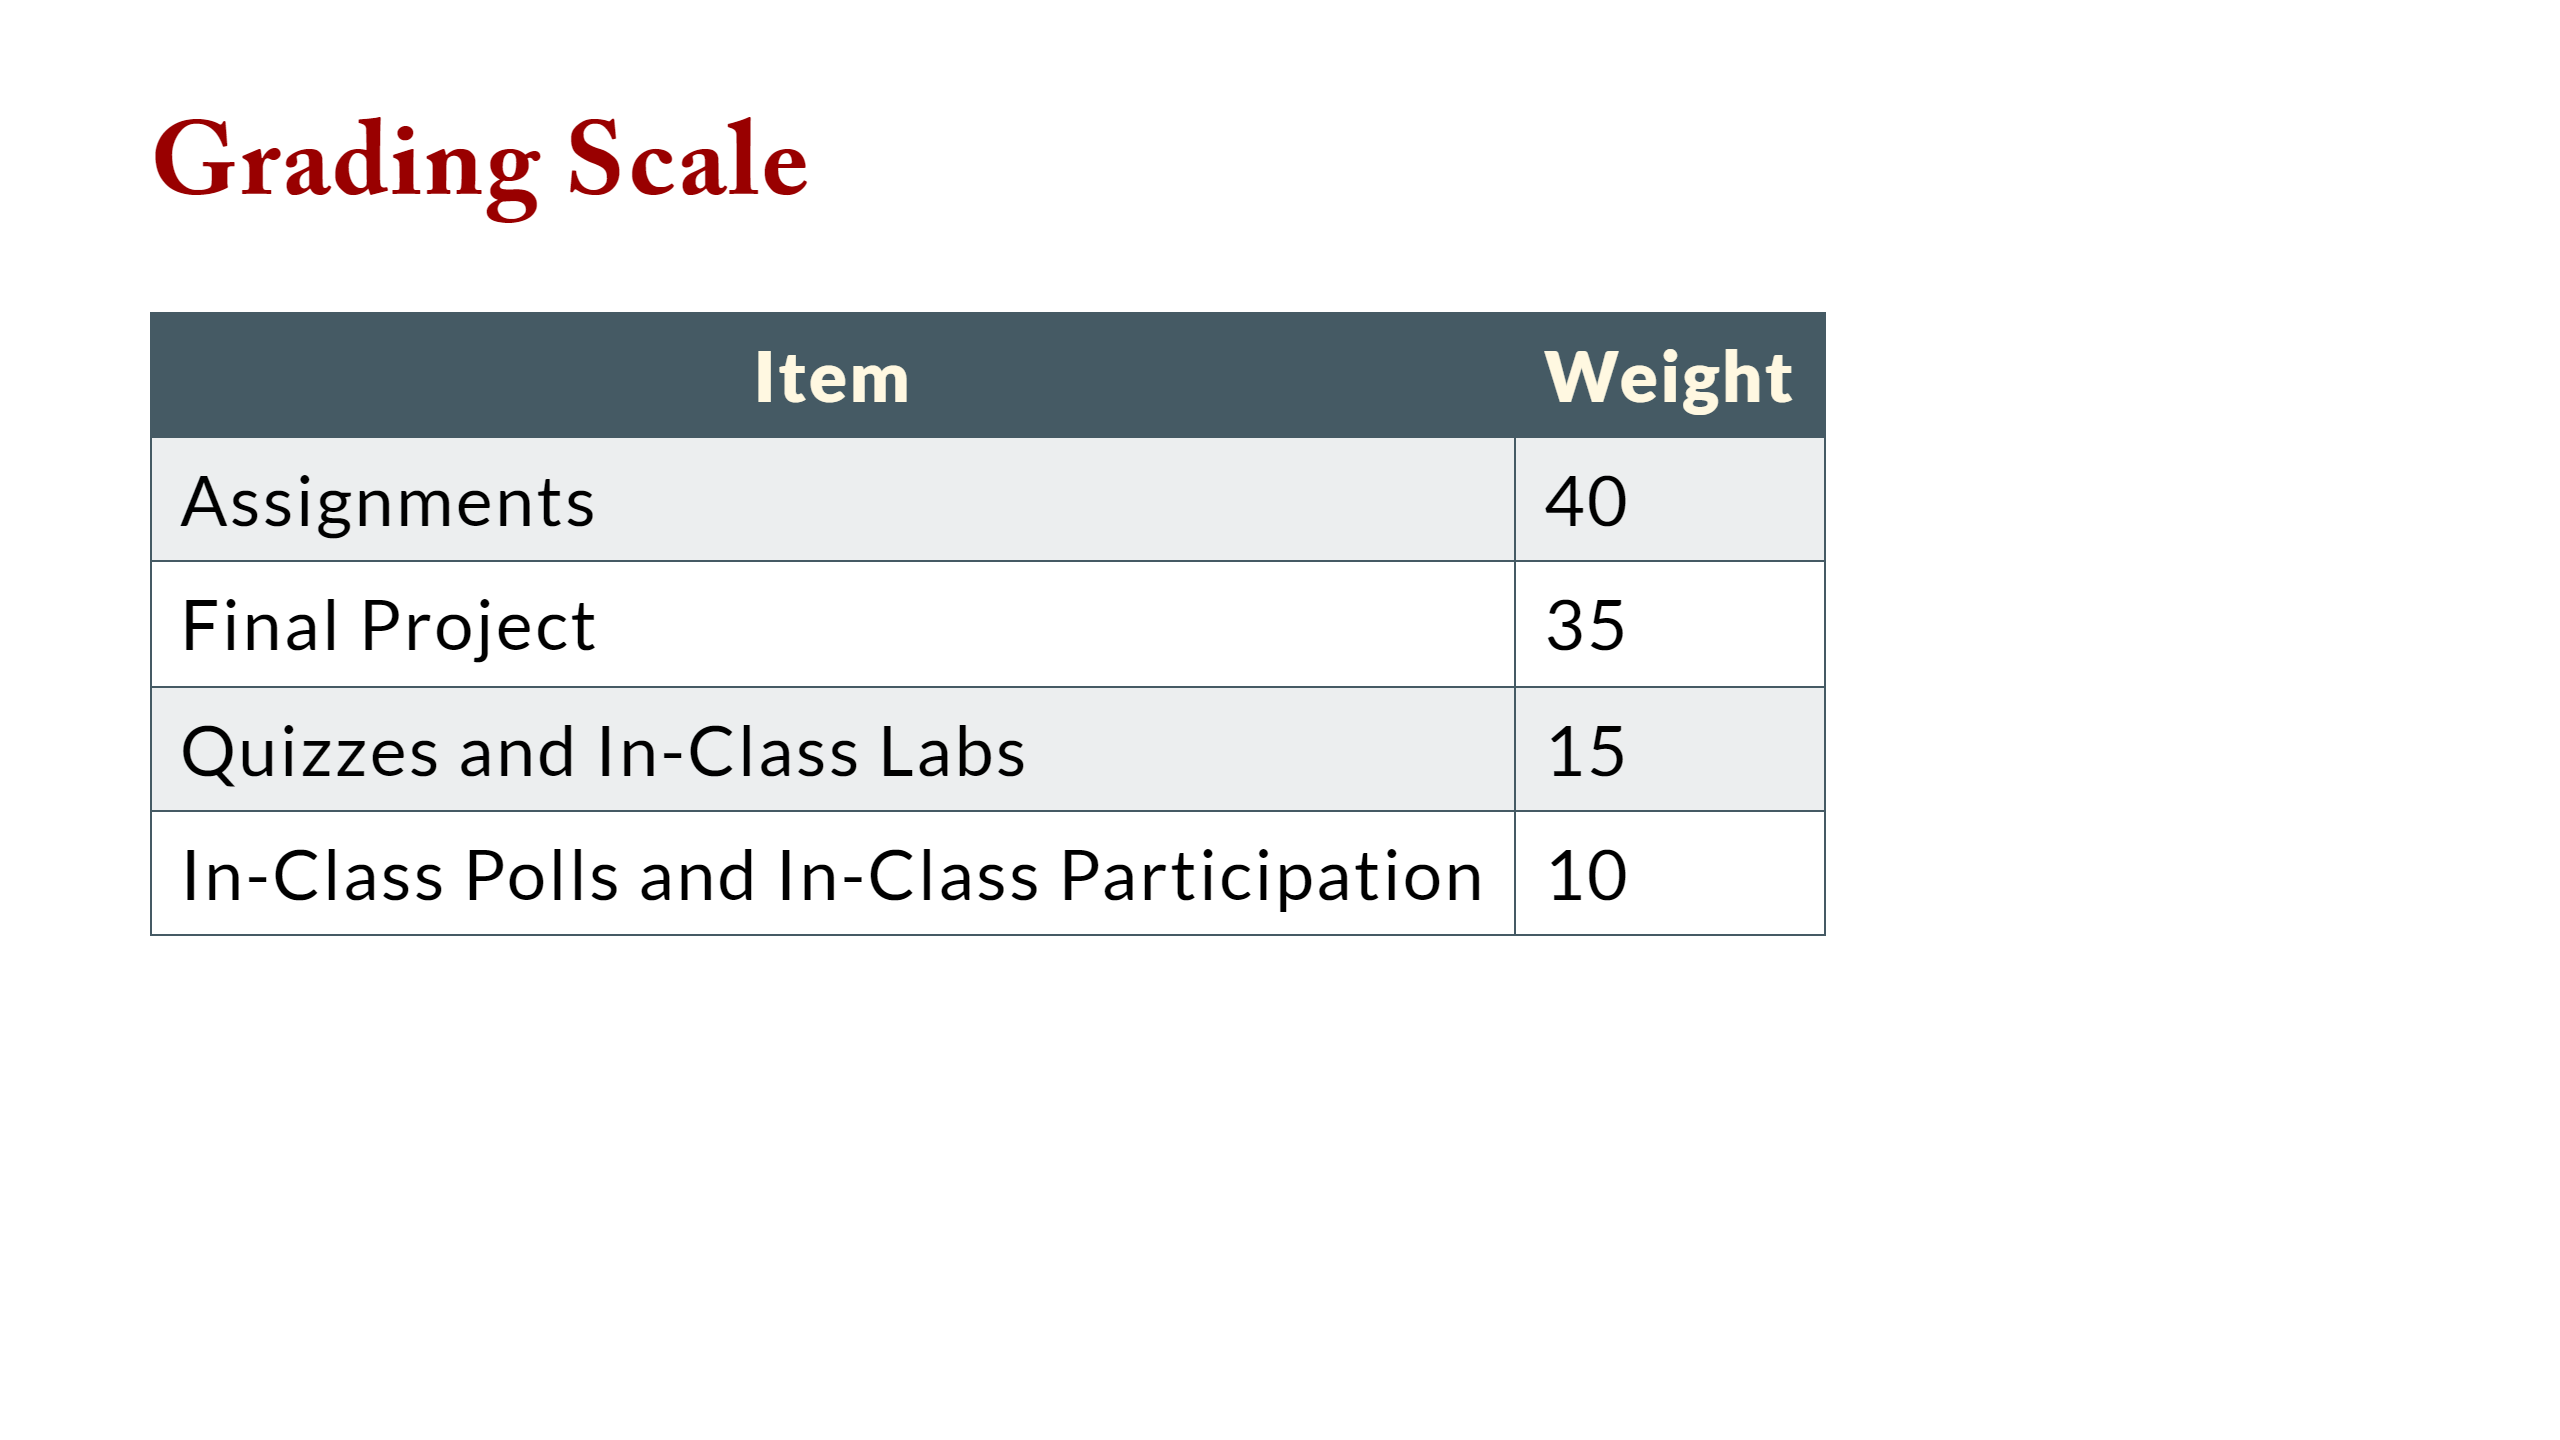 Grading Scale
Item Weight
Assignments 40
Final Project 35
Quizzes and In-Class Labs 15
In-Class Polls and In-Class Participation 10